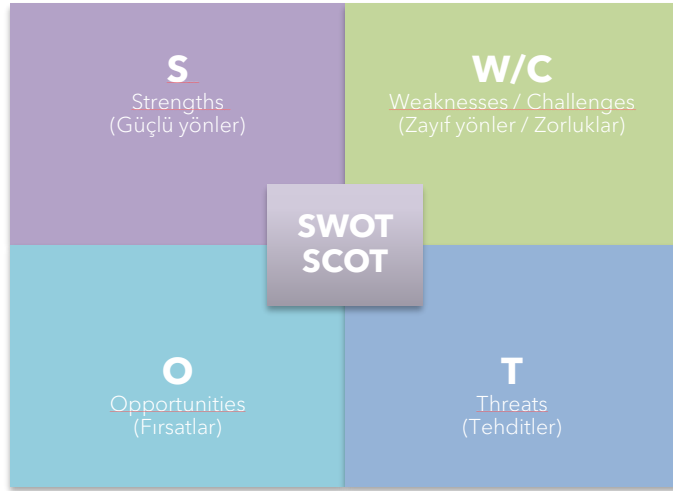 S
Strengths
(Güçlü yönler)
W/C
Weaknesses / Challenges
(Zayıf yönler / Zorluklar)
SWOT
SCOT
O
Opportunities
(Fırsatlar)
T
Threats
(Tehditler)